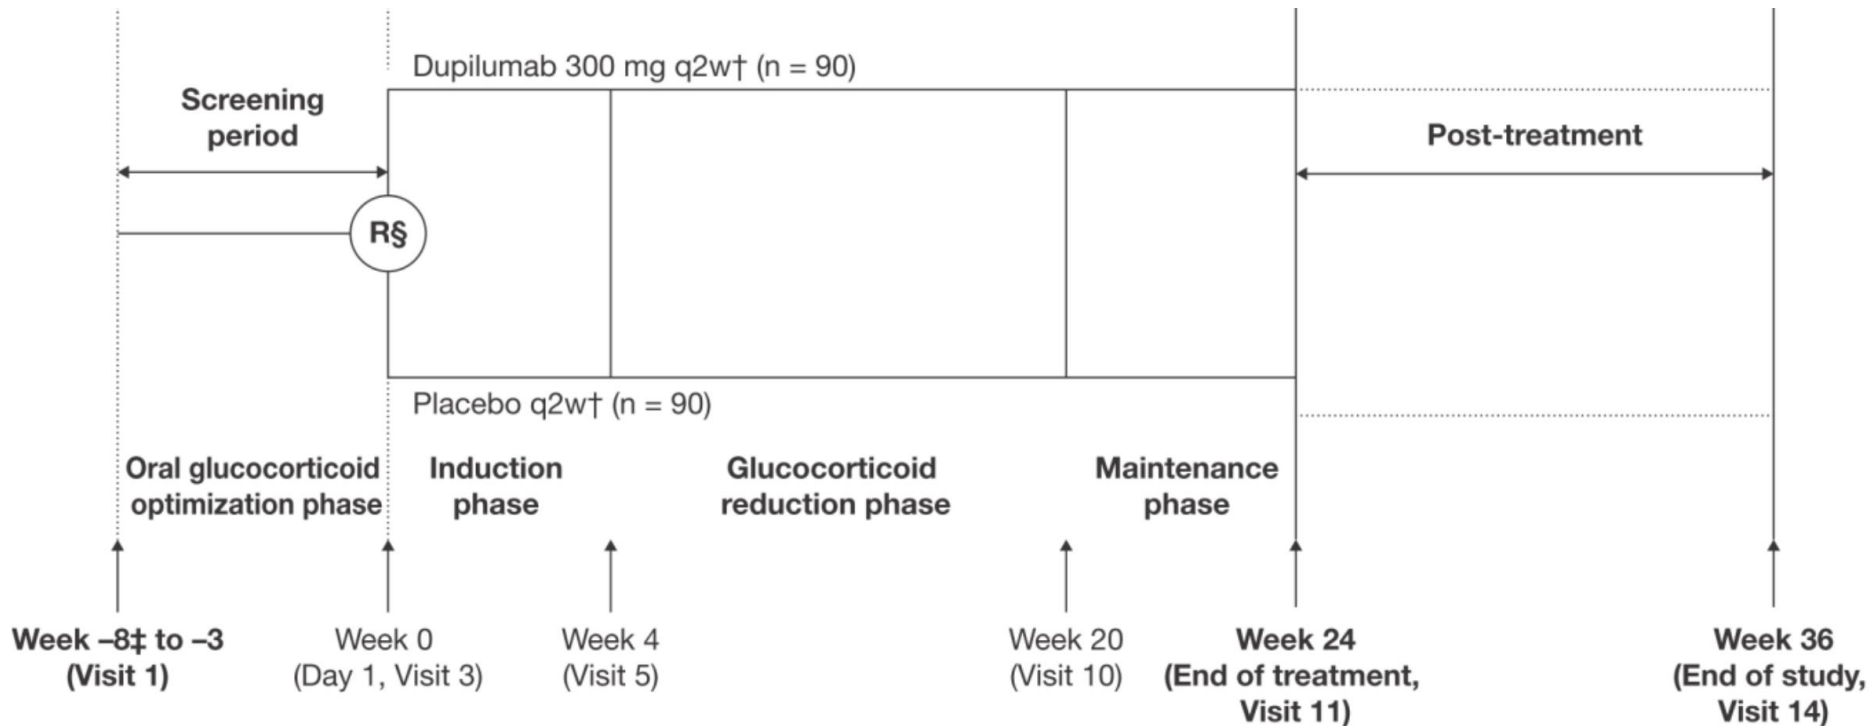 Dupilumab 300 mg q2w† (n = 90)
Screening
period
Post-treatment
R§
Placebo q2w† (n = 90)
Oral glucocorticoid
optimization phase
Induction
phase
Glucocorticoid
reduction phase
Maintenance
phase
Week –8‡ to –3
(Visit 1)
Week 0
(Day 1, Visit 3)
Week 4
(Visit 5)
Week 20
(Visit 10)
Week 24
(End of treatment,
Visit 11)
Week 36
(End of study,
Visit 14)